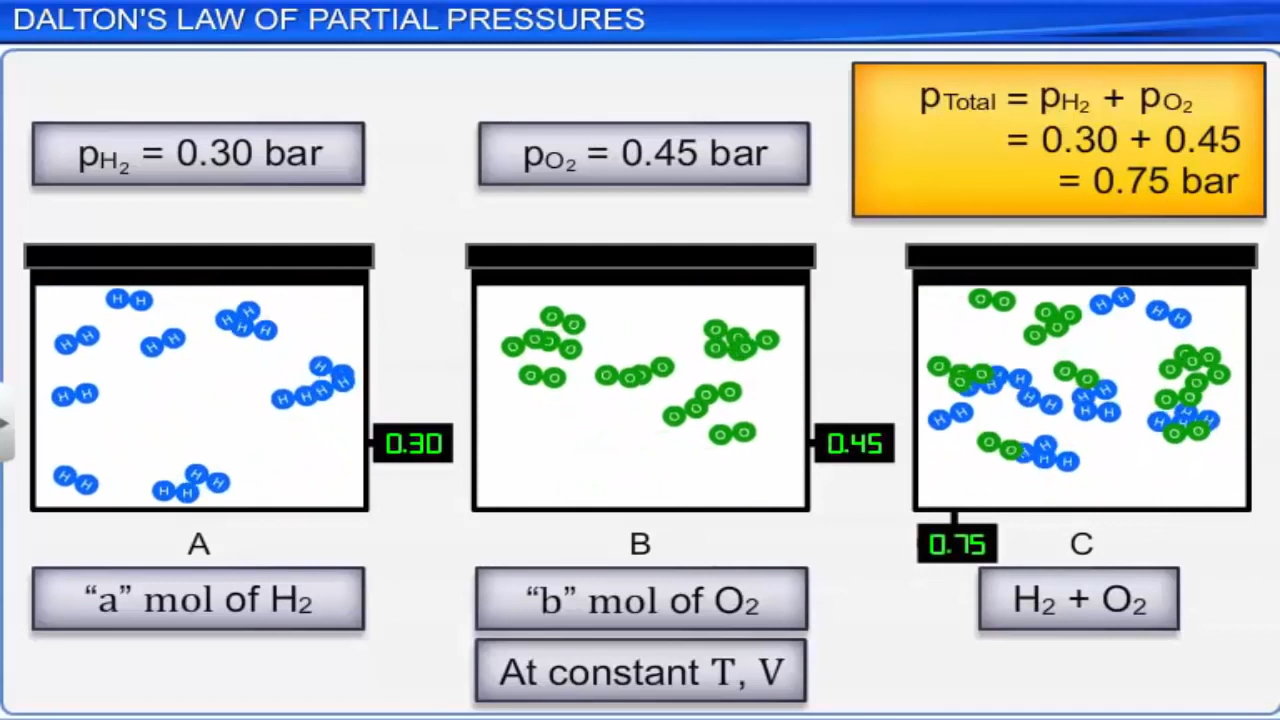 DALTON'S LAW OF PARTIAL PRESSURES
pH₂ = 0.30 bar
pO₂ = 0.45 bar
pTotal = pH₂ + pO₂
= 0.30 + 0.45
= 0.75 bar
0.30
0.45
0.75
A
B
C
“a” mol of H₂
“b” mol of O₂
H₂ + O₂
At constant T, V